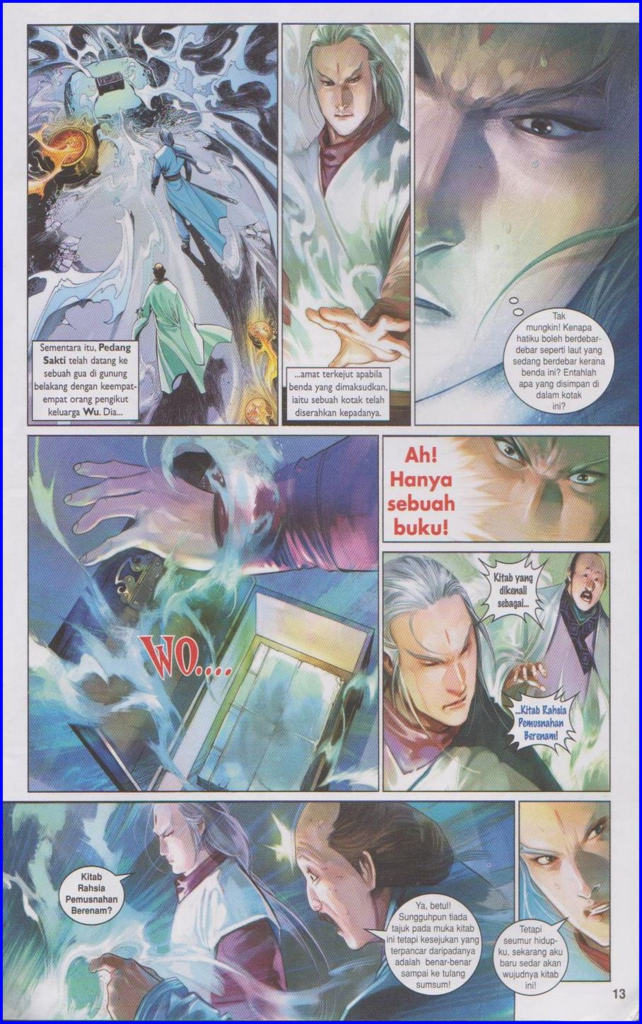 Sementara itu, Pedang
Sakti telah datang ke
sebuah gua di gunung
belakang dengan keempat-
empat orang pengikut
keluarga Wu. Dia...
...amat terkejut apabila
benda yang dimaksudkan,
iaitu sebuah kotak telah
diserahkan kepadanya.
Tak
mungkin! Kenapa
hatiku boleh berdebar-
debar seperti laut yang
sedang berdebar kerana
benda ini? Entahlah
apa yang disimpan di
dalam kotak
ini?
WO....
Ah!
Hanya
sebuah
buku!
Kitab yang
dikenali
sebagai...
...Kitab Rahsia
Pemusnahan
Berenam!
Kitab
Rahsia
Pemusnahan
Berenam?
Ya, betul!
Sungguhpun tiada
tajuk pada muka kitab
ini tetapi kesejukan yang
terpancar daripadanya
adalah benar-benar
sampai ke tulang
sumsum!
Tetapi
seumur hidup-
ku, sekarang aku
baru sedar akan
wujudnya kitab
ini!
13